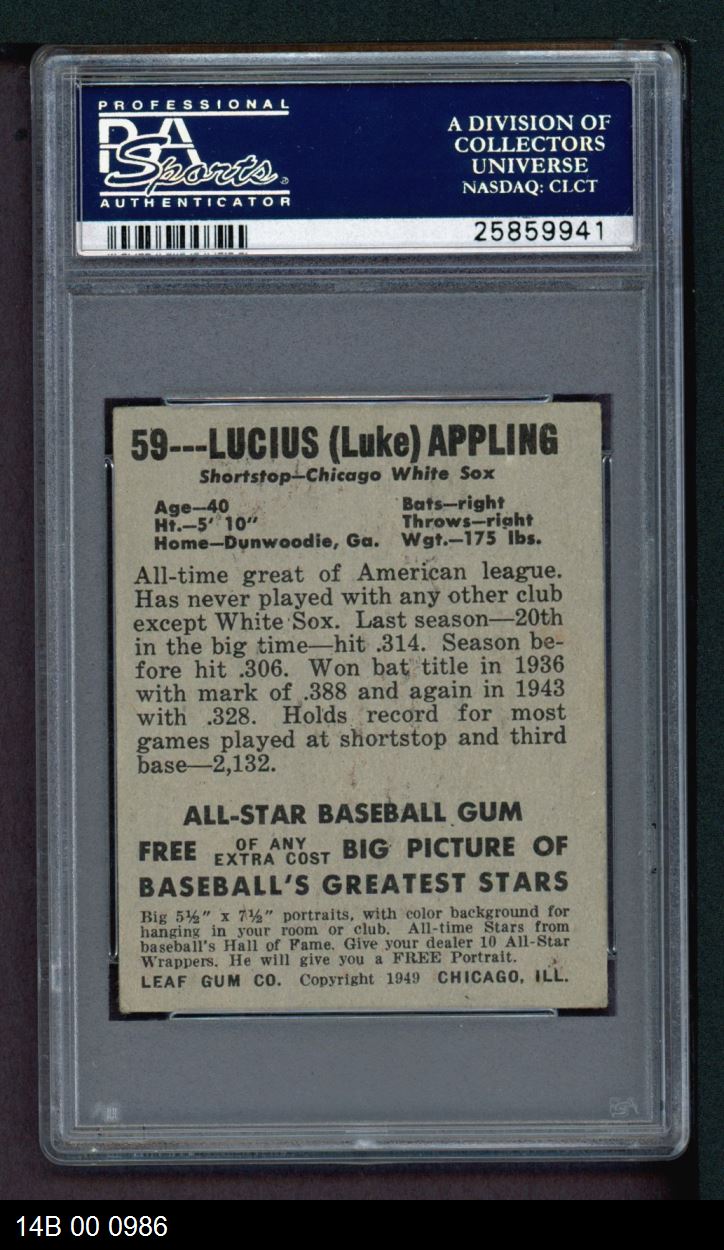 PROFESSIONAL
PSA
Sports
AUTHENTICATOR
A DIVISION OF
COLLECTORS
UNIVERSE
NASDAQ: CLCT
25859941
59---LUCIUS (Luke) APPLING
Shortstop—Chicago White Sox
Age—40 Bats—right
Ht.—5' 10" Throws—right
Home—Dunwoodie, Ga. Wgt.—175 lbs.
All-time great of American league.
Has never played with any other club
except White Sox. Last season—20th
in the big time—hit .314. Season be-
fore hit .306. Won bat title in 1936
with mark of .388 and again in 1943
with .328. Holds record for most
games played at shortstop and third
base—2,132.
ALL-STAR BASEBALL GUM
FREE OF ANY EXTRA COST BIG PICTURE OF
BASEBALL'S GREATEST STARS
Big 5½" x 7½" portraits, with color background for
hanging in your room or club. All-time Stars from
baseball's Hall of Fame. Give your dealer 10 All-Star
Wrappers. He will give you a FREE Portrait.
LEAF GUM CO. Copyright 1949 CHICAGO, ILL.
PSA
14B 00 0986